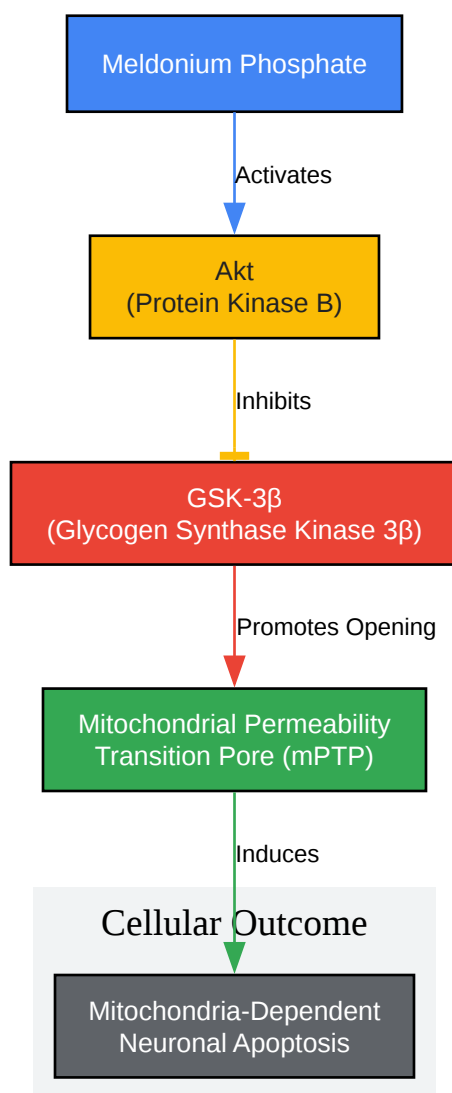 Meldonium Phosphate
Activates
Akt
(Protein Kinase B)
Inhibits
GSK-3β
(Glycogen Synthase Kinase 3β)
Promotes Opening
Mitochondrial Permeability
Transition Pore (mPTP)
Induces
Cellular Outcome
Mitochondria-Dependent
Neuronal Apoptosis